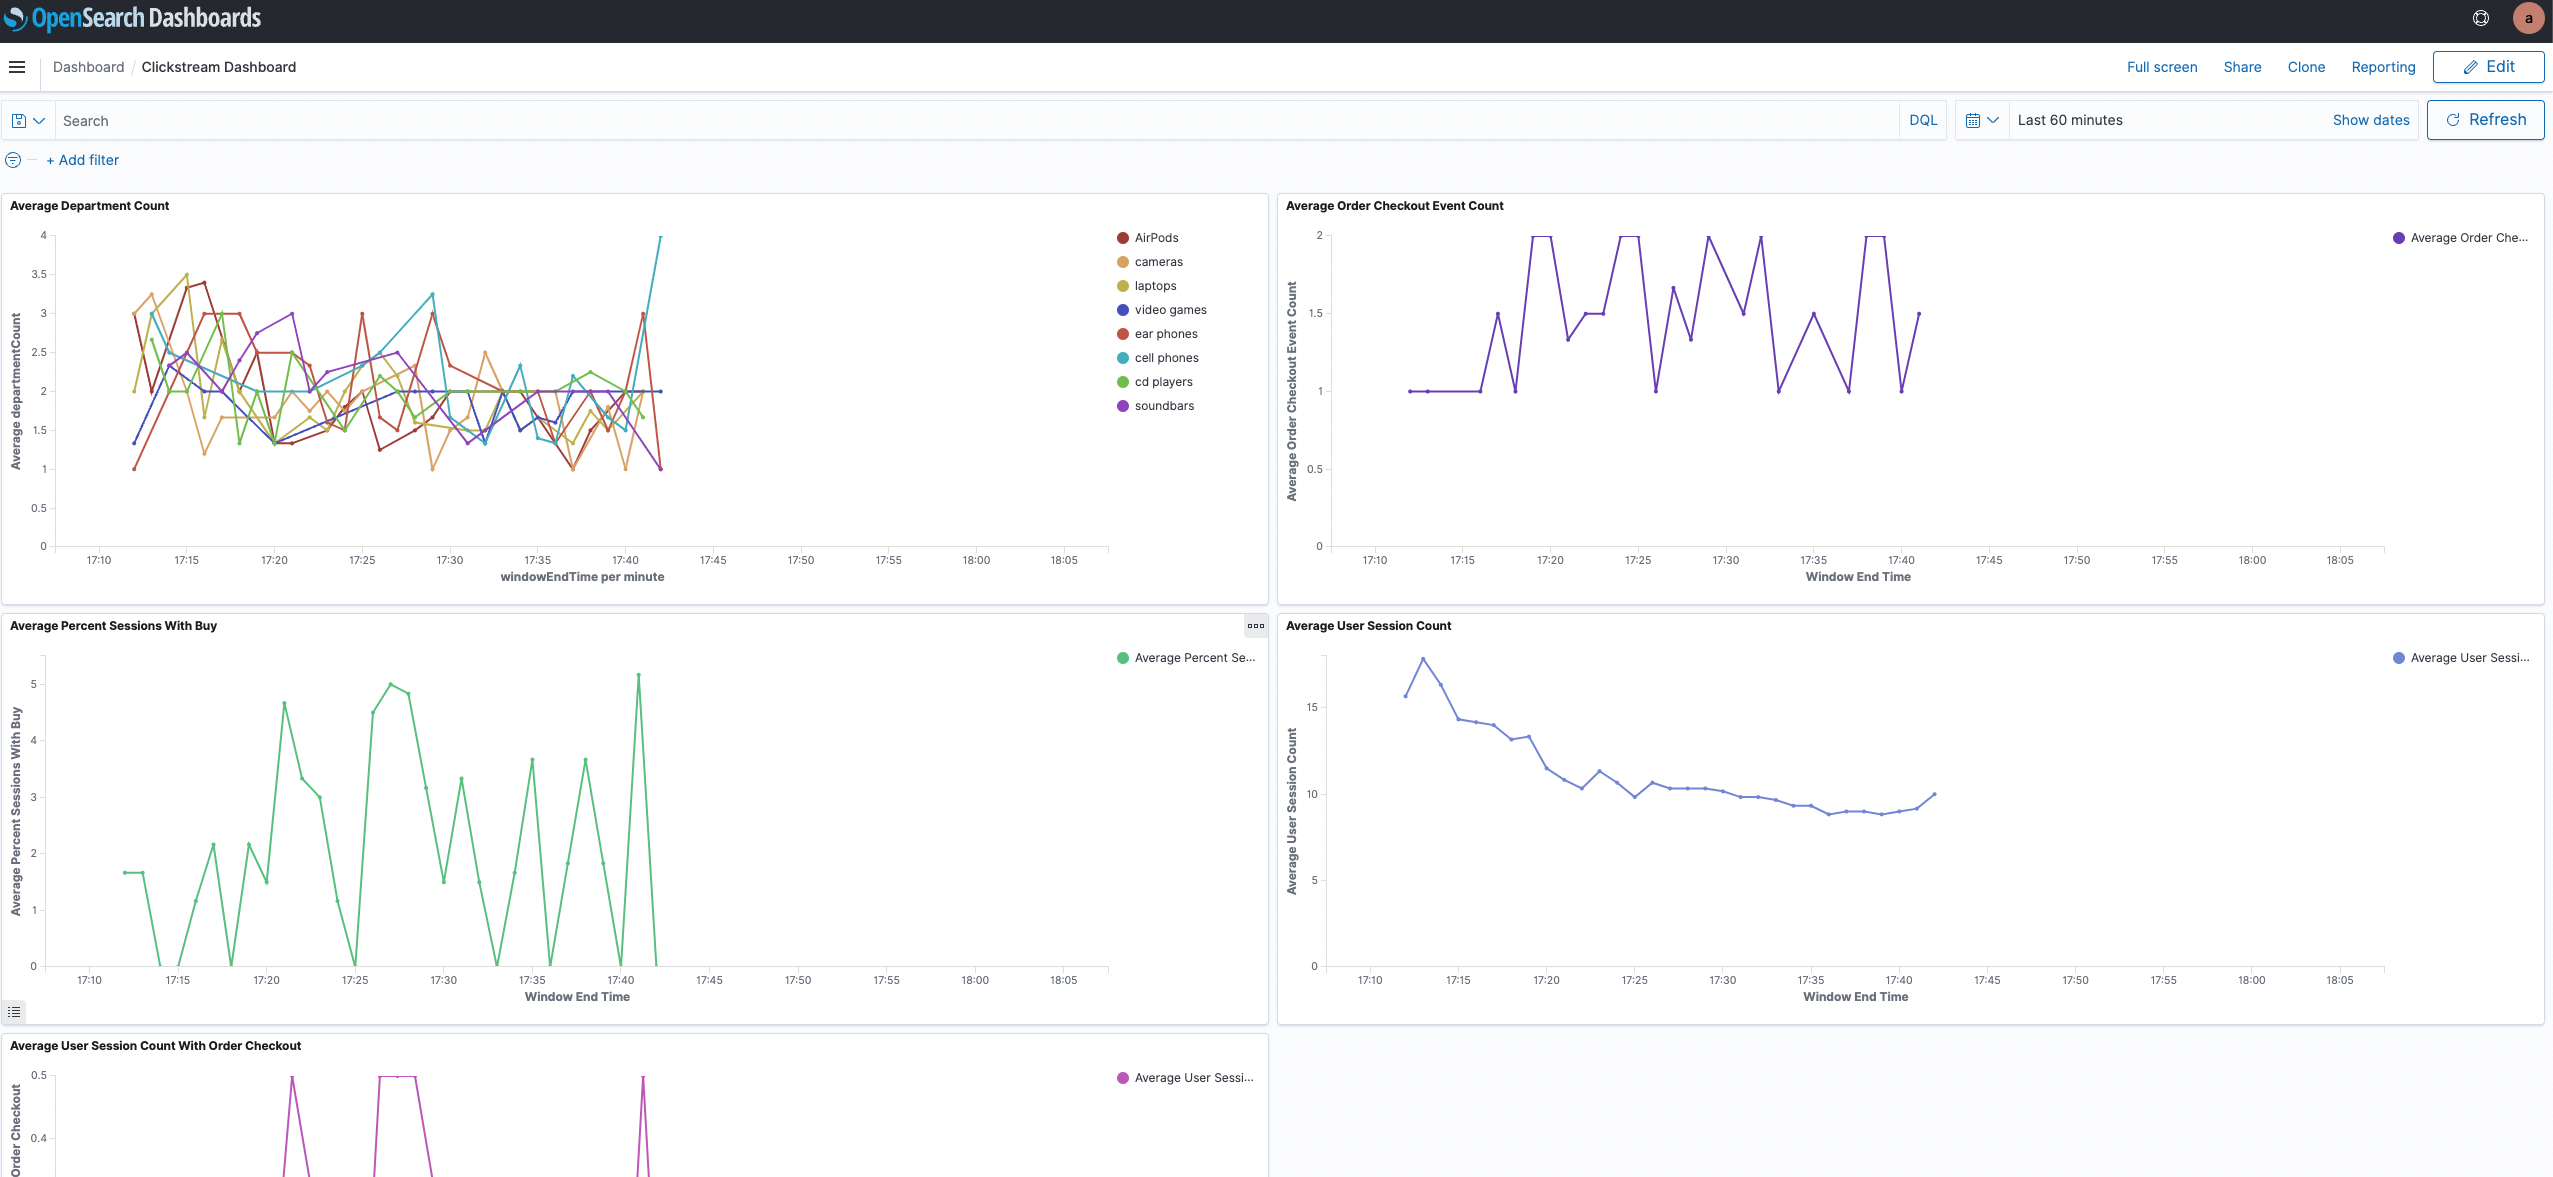 OpenSearch Dashboards
a
Dashboard / Clickstream Dashboard
Full screen Share Clone Reporting Edit
Search
DQL
Last 60 minutes
Show dates
Refresh
+ Add filter
Average Department Count
Average departmentCount
4
3.5
3
2.5
2
1.5
1
0.5
0
17:10 17:15 17:20 17:25 17:30 17:35 17:40 17:45 17:50 17:55 18:00 18:05
windowEndTime per minute
AirPods
cameras
laptops
video games
ear phones
cell phones
cd players
soundbars
Average Order Checkout Event Count
Average Order Checkout Event Count
2
1.5
1
0.5
0
17:10 17:15 17:20 17:25 17:30 17:35 17:40 17:45 17:50 17:55 18:00 18:05
Window End Time
Average Order Che...
Average Percent Sessions With Buy
Average Percent Sessions With Buy
5
4
3
2
1
0
17:10 17:15 17:20 17:25 17:30 17:35 17:40 17:45 17:50 17:55 18:00 18:05
Window End Time
Average Percent Se...
Average User Session Count
Average User Session Count
15
10
5
0
17:10 17:15 17:20 17:25 17:30 17:35 17:40 17:45 17:50 17:55 18:00 18:05
Window End Time
Average User Sessi...
Average User Session Count With Order Checkout
Order Checkout
0.5
0.4
Average User Sessi...